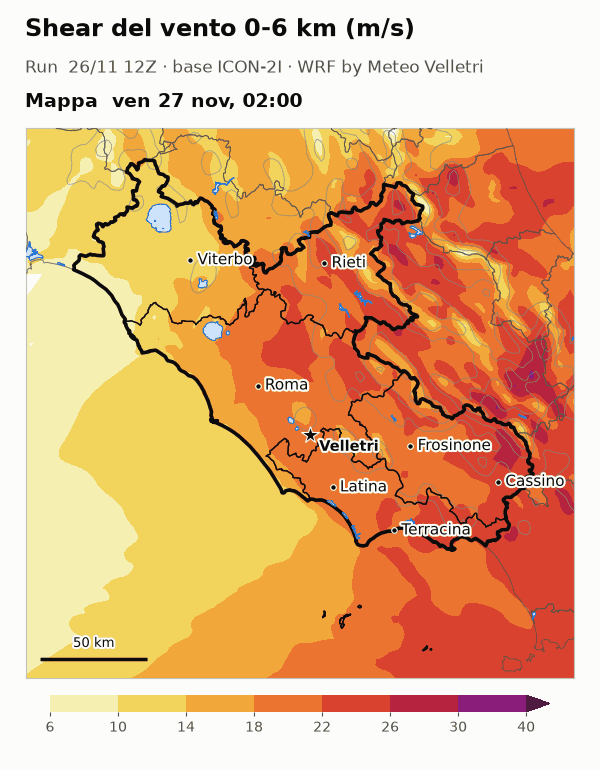 Shear del vento 0-6 km (m/s)
Run  26/11 12Z · base ICON-2I · WRF by Meteo Velletri
Mappa  ven 27 nov, 02:00
Viterbo
Rieti
Roma
Velletri
Frosinone
Cassino
Latina
Terracina
50 km
6 10 14 18 22 26 30 40